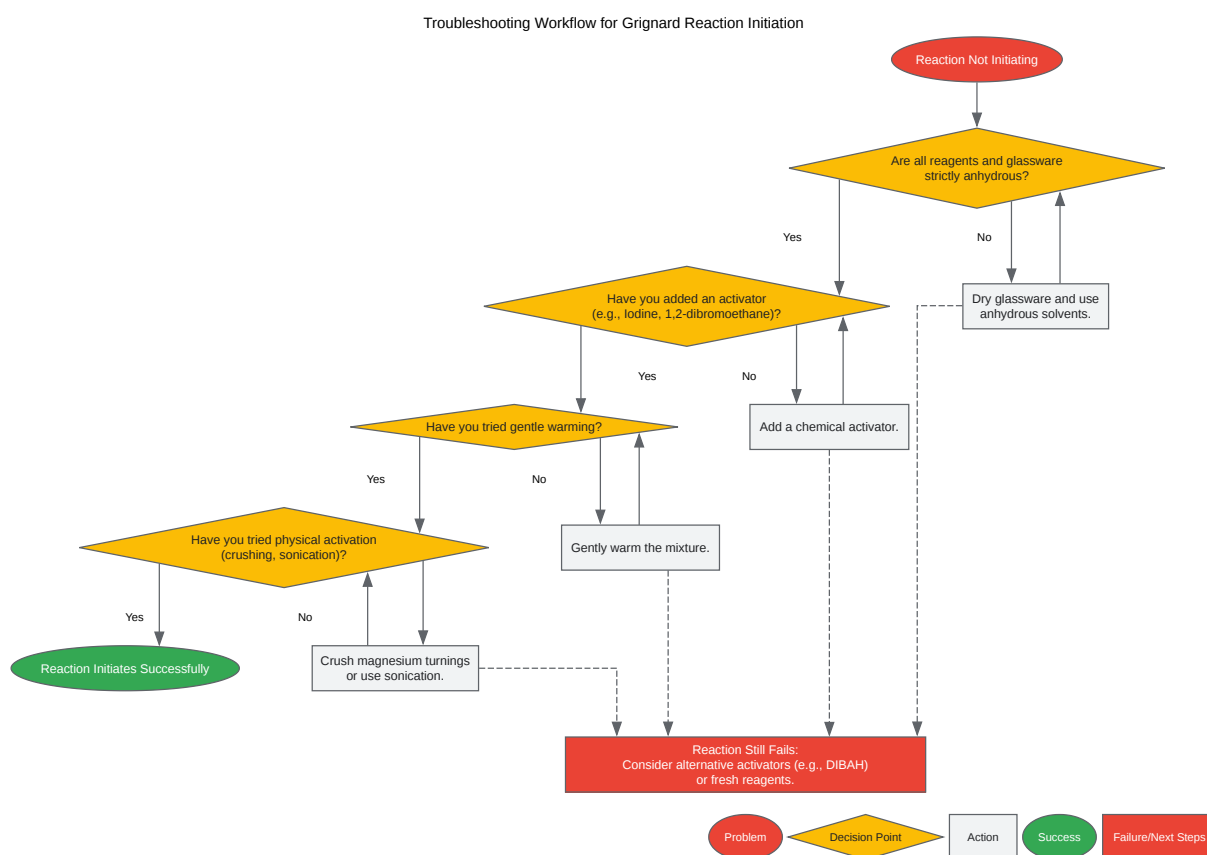 Troubleshooting Workflow for Grignard Reaction Initiation
Reaction Not Initiating
Are all reagents and glassware
strictly anhydrous?
Yes
No
Dry glassware and use
anhydrous solvents.
Have you added an activator
(e.g., Iodine, 1,2-dibromoethane)?
Yes
No
Add a chemical activator.
Have you tried gentle warming?
Yes
No
Gently warm the mixture.
Have you tried physical activation
(crushing, sonication)?
Yes
No
Reaction Initiates Successfully
Crush magnesium turnings
or use sonication.
Reaction Still Fails:
Consider alternative activators (e.g., DIBAH)
or fresh reagents.
Problem
Decision Point
Action
Success
Failure/Next Steps